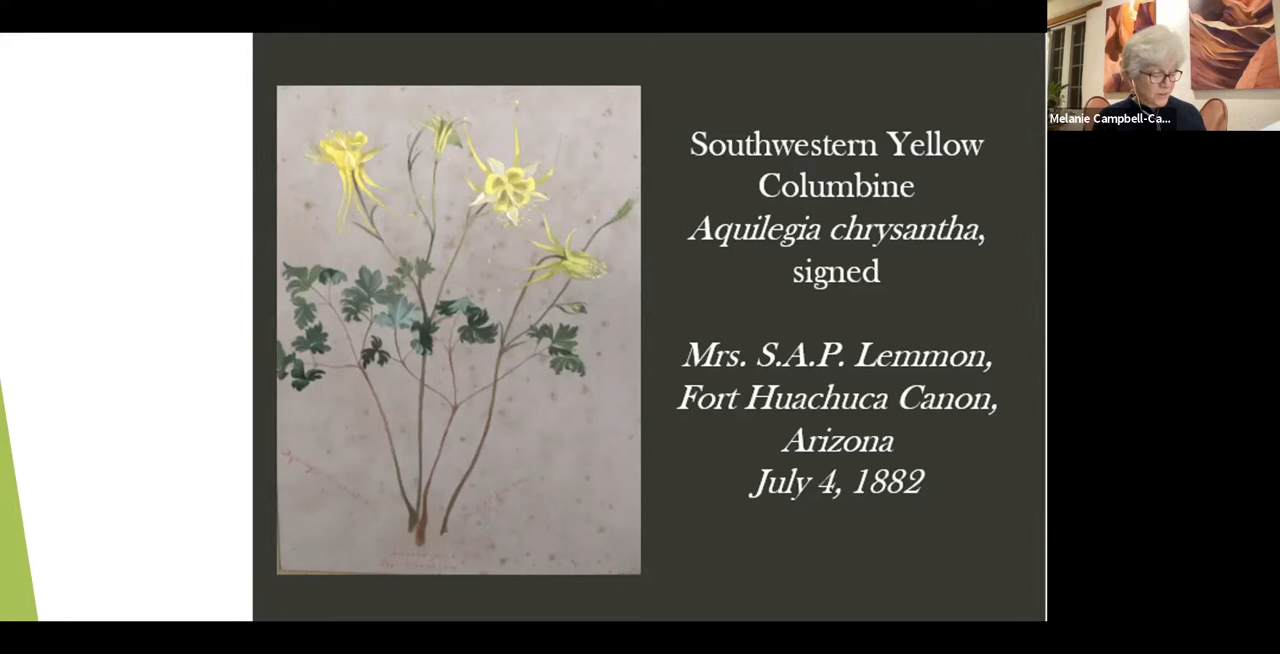 Southwestern Yellow
Columbine
Aquilegia chrysantha,
signed
Mrs. S.A.P. Lemmon,
Fort Huachuca Canon,
Arizona
July 4, 1882
Melanie Campbell-Ca...